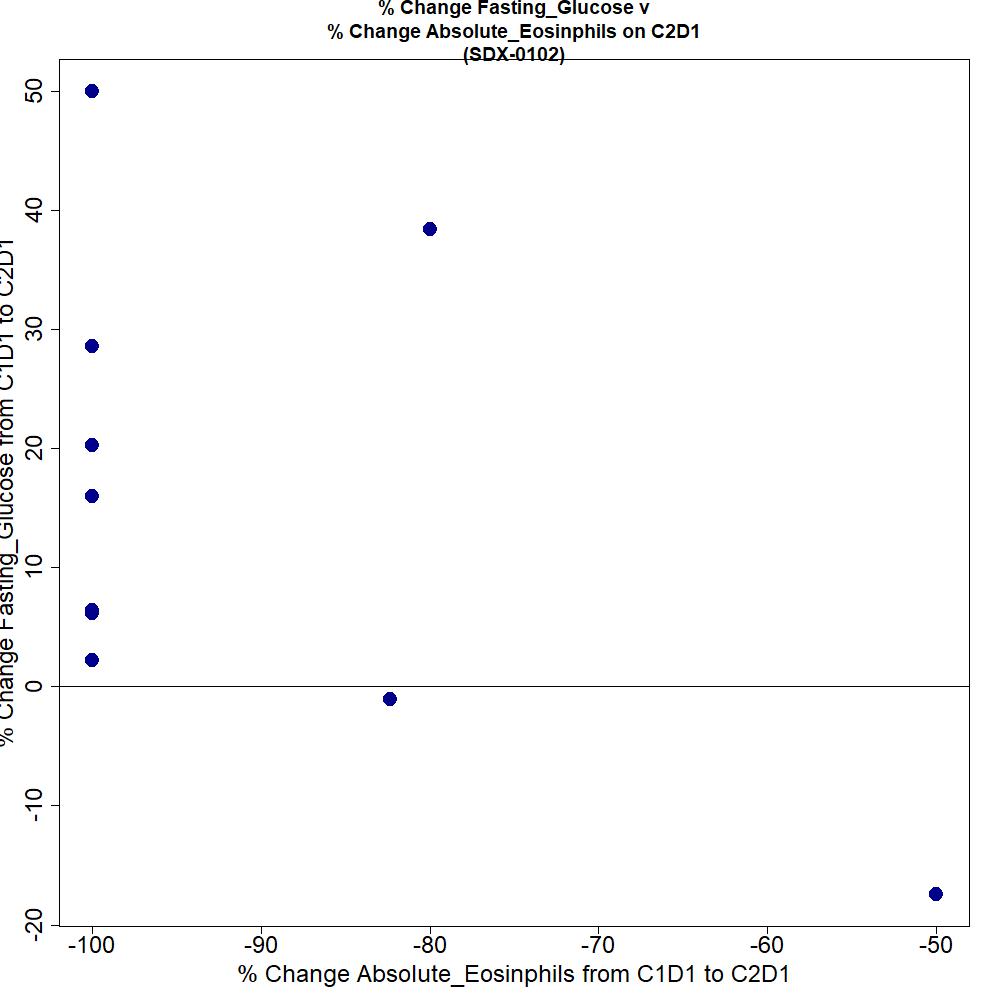 % Change Fasting_Glucose v
% Change Absolute_Eosinphils on C2D1
(SDX-0102)
% Change Fasting_Glucose from C1D1 to C2D1
50
40
30
20
10
0
-10
-20
-100
-90
-80
-70
-60
-50
% Change Absolute_Eosinphils from C1D1 to C2D1